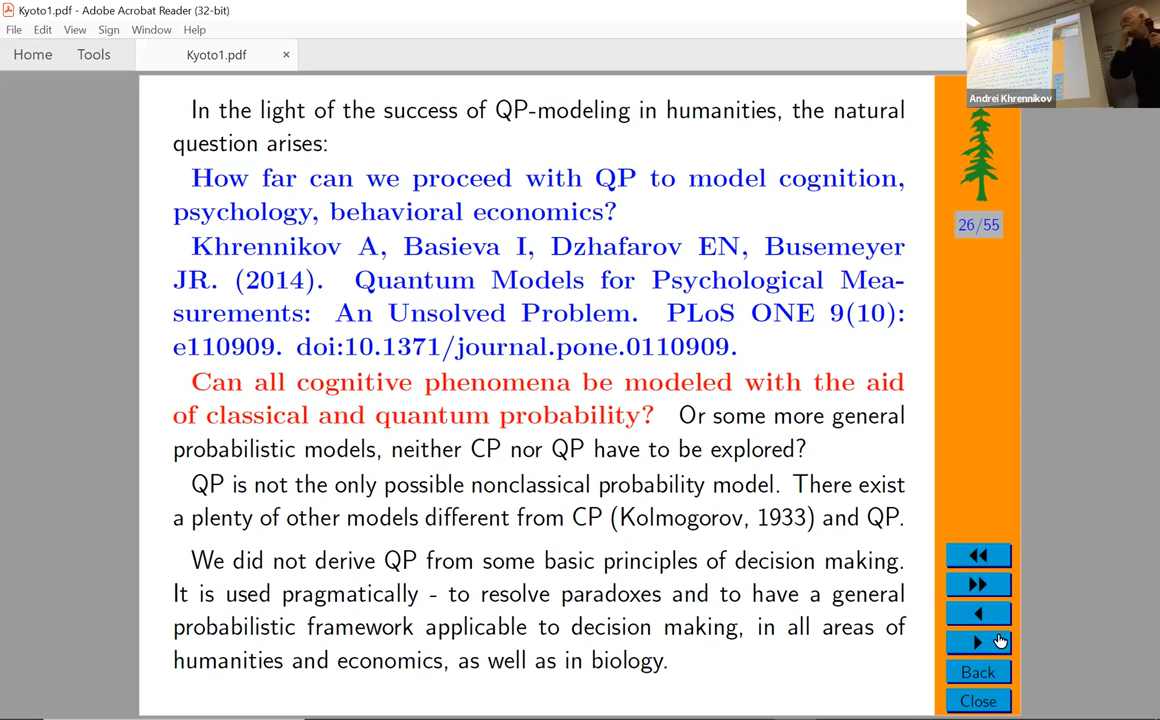 Kyoto1.pdf - Adobe Acrobat Reader (32-bit)
File Edit View Sign Window Help
Home Tools Kyoto1.pdf ×
Andrei Khrennikov
In the light of the success of QP-modeling in humanities, the natural
question arises:
How far can we proceed with QP to model cognition,
psychology, behavioral economics?
Khrennikov A, Basieva I, Dzhafarov EN, Busemeyer
JR. (2014). Quantum Models for Psychological Mea-
surements: An Unsolved Problem. PLoS ONE 9(10):
e110909. doi:10.1371/journal.pone.0110909.
Can all cognitive phenomena be modeled with the aid
of classical and quantum probability? Or some more general
probabilistic models, neither CP nor QP have to be explored?
QP is not the only possible nonclassical probability model. There exist
a plenty of other models different from CP (Kolmogorov, 1933) and QP.
We did not derive QP from some basic principles of decision making.
It is used pragmatically - to resolve paradoxes and to have a general
probabilistic framework applicable to decision making, in all areas of
humanities and economics, as well as in biology.
26/55
Back
Close